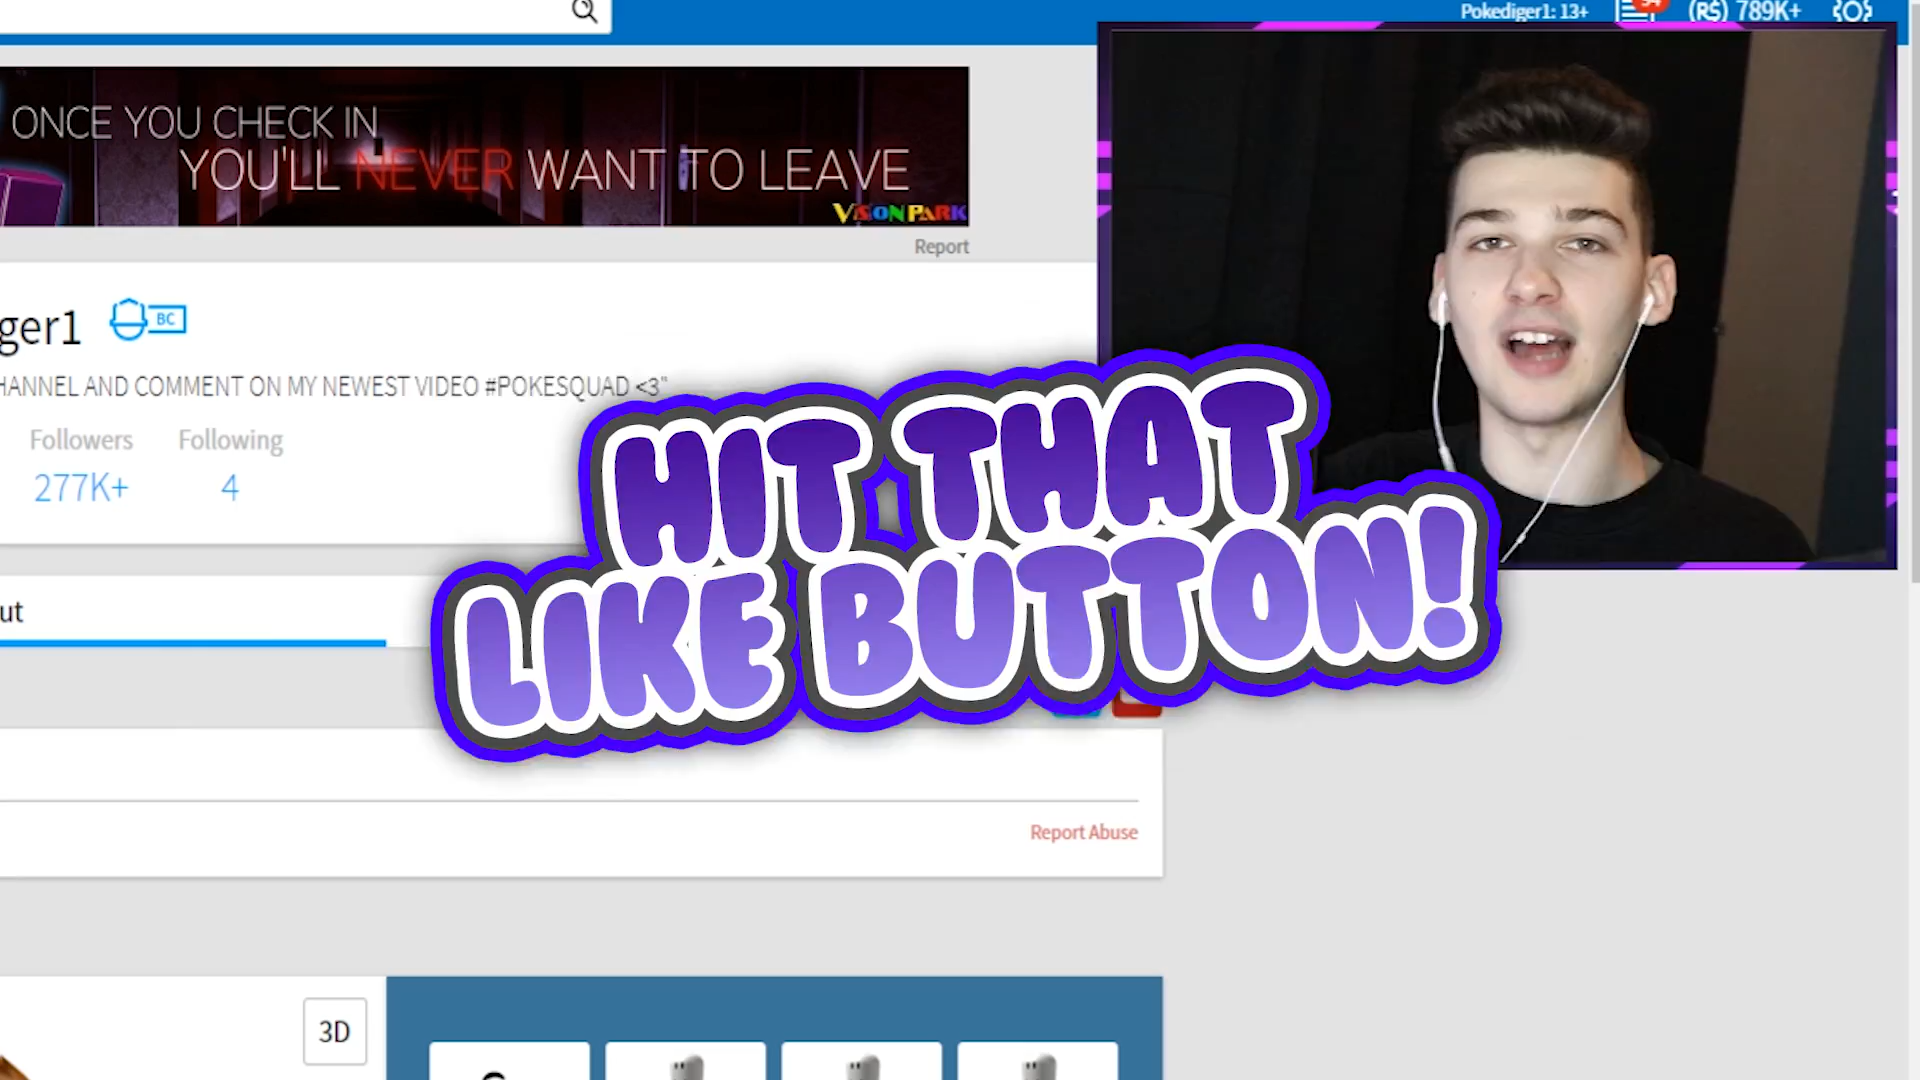 Pokediger1: 13+
94
R$ 789K+
ONCE YOU CHECK IN
YOU'LL NEVER WANT TO LEAVE
VISON PARK
Report
ger1
BC
HANNEL AND COMMENT ON MY NEWEST VIDEO #POKESQUAD <3"
Followers
Following
277K+
4
HIT THAT
LIKE BUTTON!
ut
Report Abuse
3D